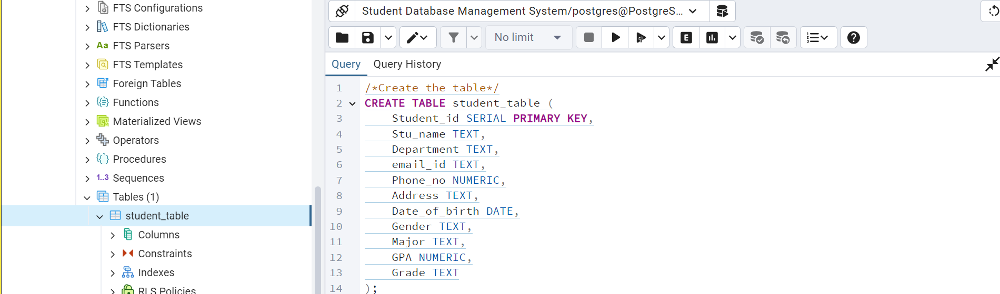 FTS Configurations
FTS Dictionaries
Aa FTS Parsers
FTS Templates
Foreign Tables
{} Functions
Materialized Views
Operators
{} Procedures
1..3 Sequences
Tables (1)
student_table
Columns
Constraints
Indexes
RLS Policies
Student Database Management System/postgres@PostgreS...
No limit
E
Query Query History
1 /*Create the table*/
2 CREATE TABLE student_table (
3 Student_id SERIAL PRIMARY KEY,
4 Stu_name TEXT,
5 Department TEXT,
6 email_id TEXT,
7 Phone_no NUMERIC,
8 Address TEXT,
9 Date_of_birth DATE,
10 Gender TEXT,
11 Major TEXT,
12 GPA NUMERIC,
13 Grade TEXT
14 );